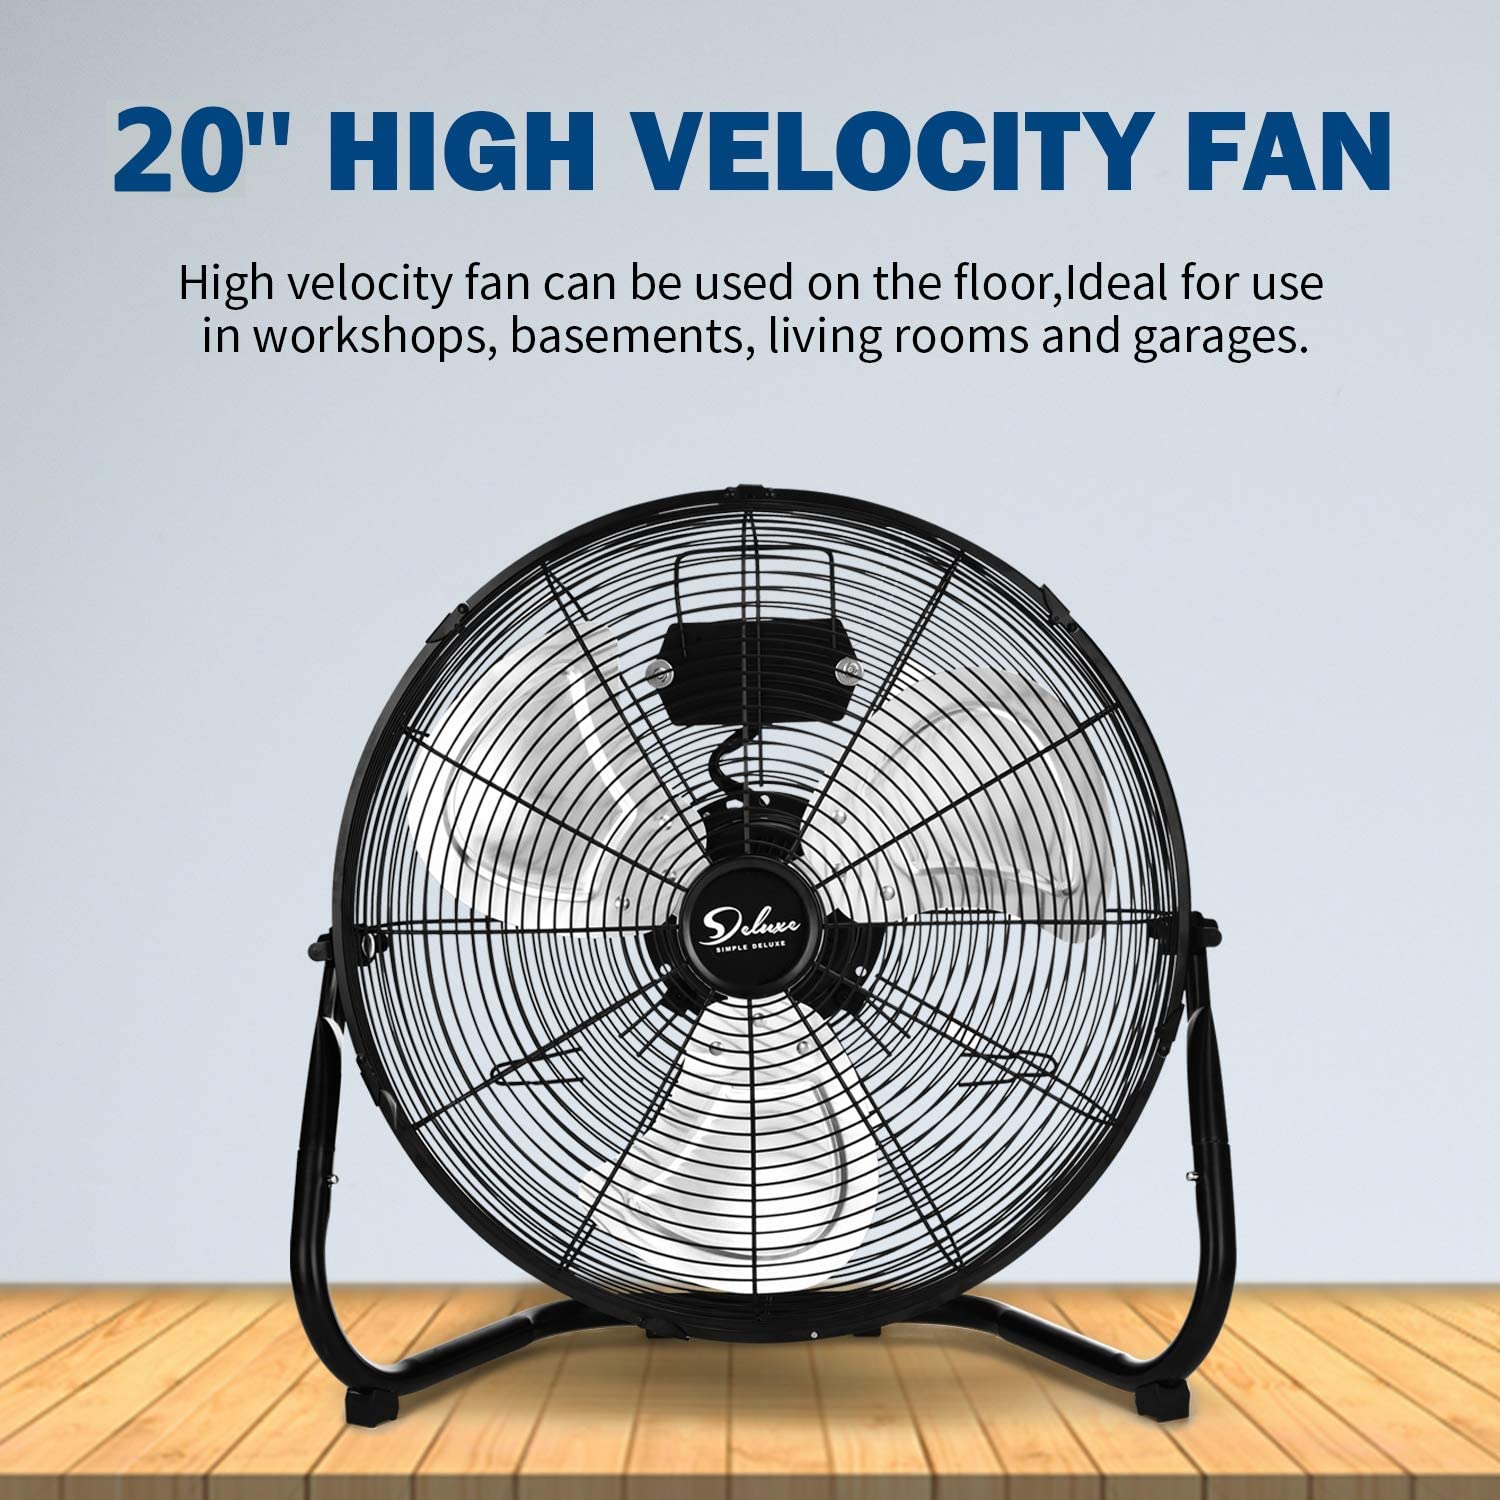 20" HIGH VELOCITY FAN
High velocity fan can be used on the floor,Ideal for use
in workshops, basements, living rooms and garages.
Deluxe
SIMPLE DELUXE